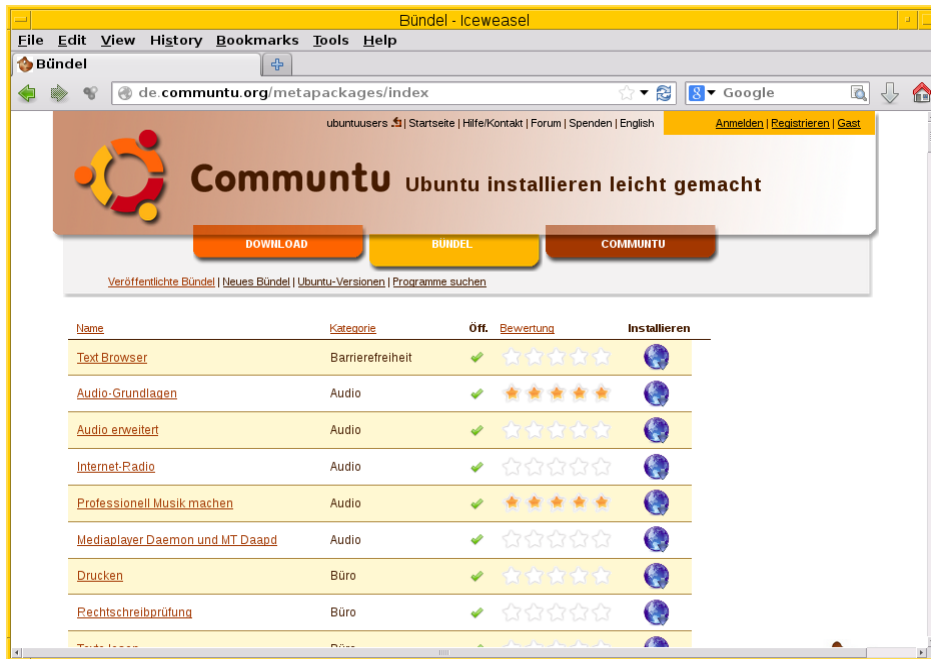 Bündel - Iceweasel
File Edit View History Bookmarks Tools Help
Bündel
de.communtu.org/metapackages/index
Google
ubuntuusers | Startseite | Hilfe/Kontakt | Forum | Spenden | English
Anmelden | Registrieren | Gast
Communtu Ubuntu installieren leicht gemacht
DOWNLOAD BÜNDEL COMMUNTU
Veröffentlichte Bündel | Neues Bündel | Ubuntu-Versionen | Programme suchen
Name Kategorie Öff. Bewertung Installieren
Text Browser Barrierefreiheit
Audio-Grundlagen Audio
Audio erweitert Audio
Internet-Radio Audio
Professionell Musik machen Audio
Mediaplayer Daemon und MT Daapd Audio
Drucken Büro
Rechtschreibprüfung Büro